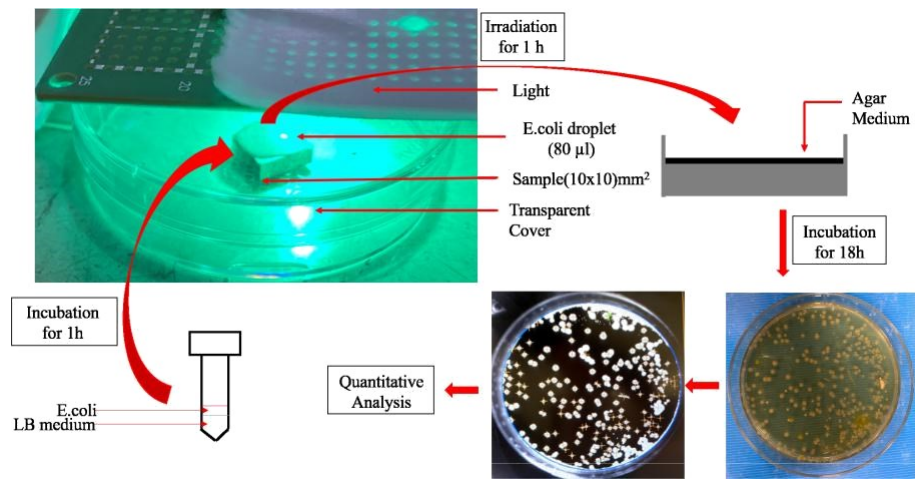 Irradiation
for 1 h
25
20
Light
E.coli droplet
(80 µl)
Sample(10x10)mm²
Transparent
Cover
Agar
Medium
Incubation
for 18h
Incubation
for 1h
E.coli
LB medium
Quantitative
Analysis